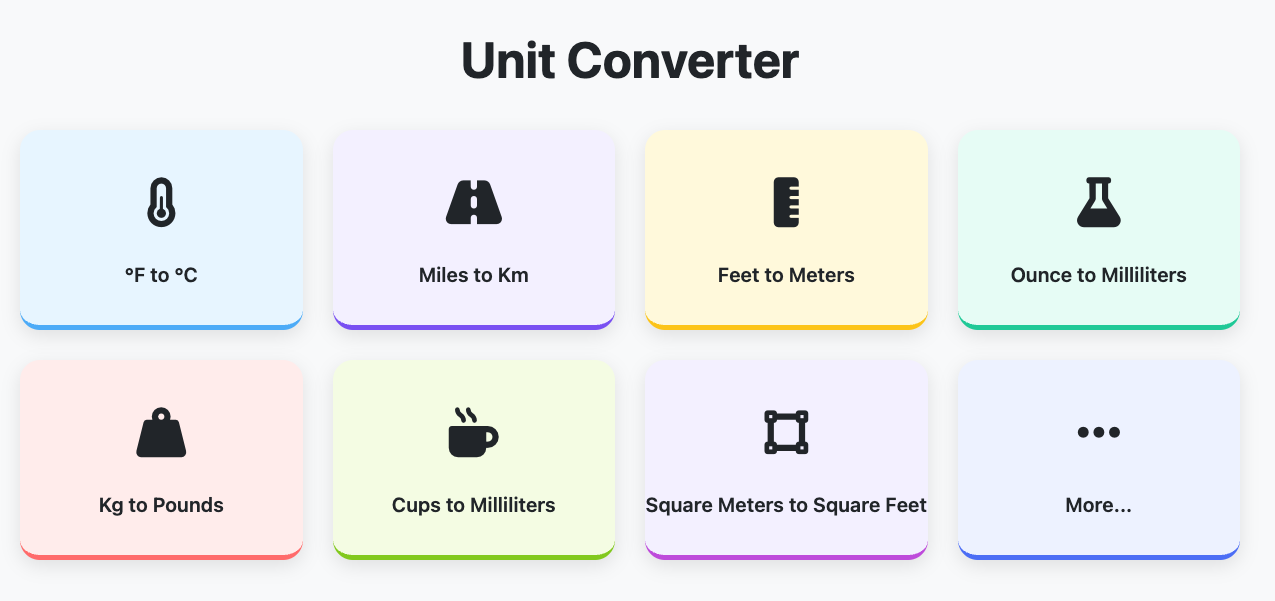 Unit Converter
°F to °C
Miles to Km
Feet to Meters
Ounce to Milliliters
Kg to Pounds
Cups to Milliliters
Square Meters to Square Feet
More...